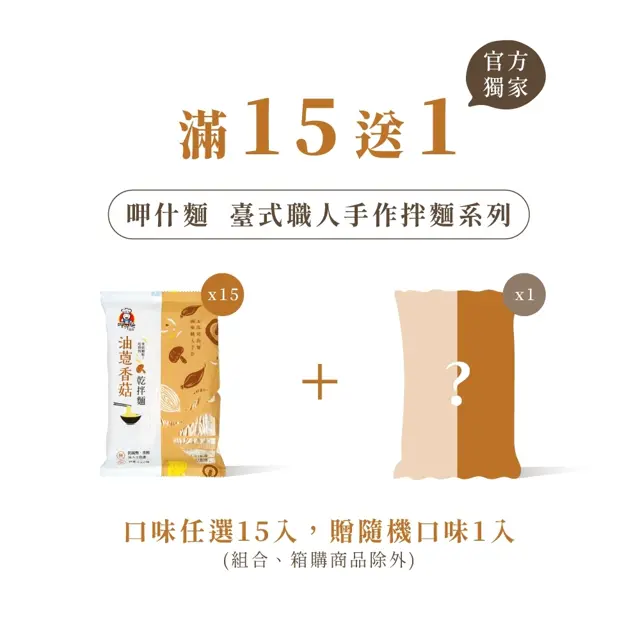 官方
獨家
滿15送1
呷什麵 臺式職人手作拌麵系列
x15
x1
油蔥香菇
乾拌麵
+
?
口味任選15入，贈隨機口味1入
(組合、箱購商品除外)